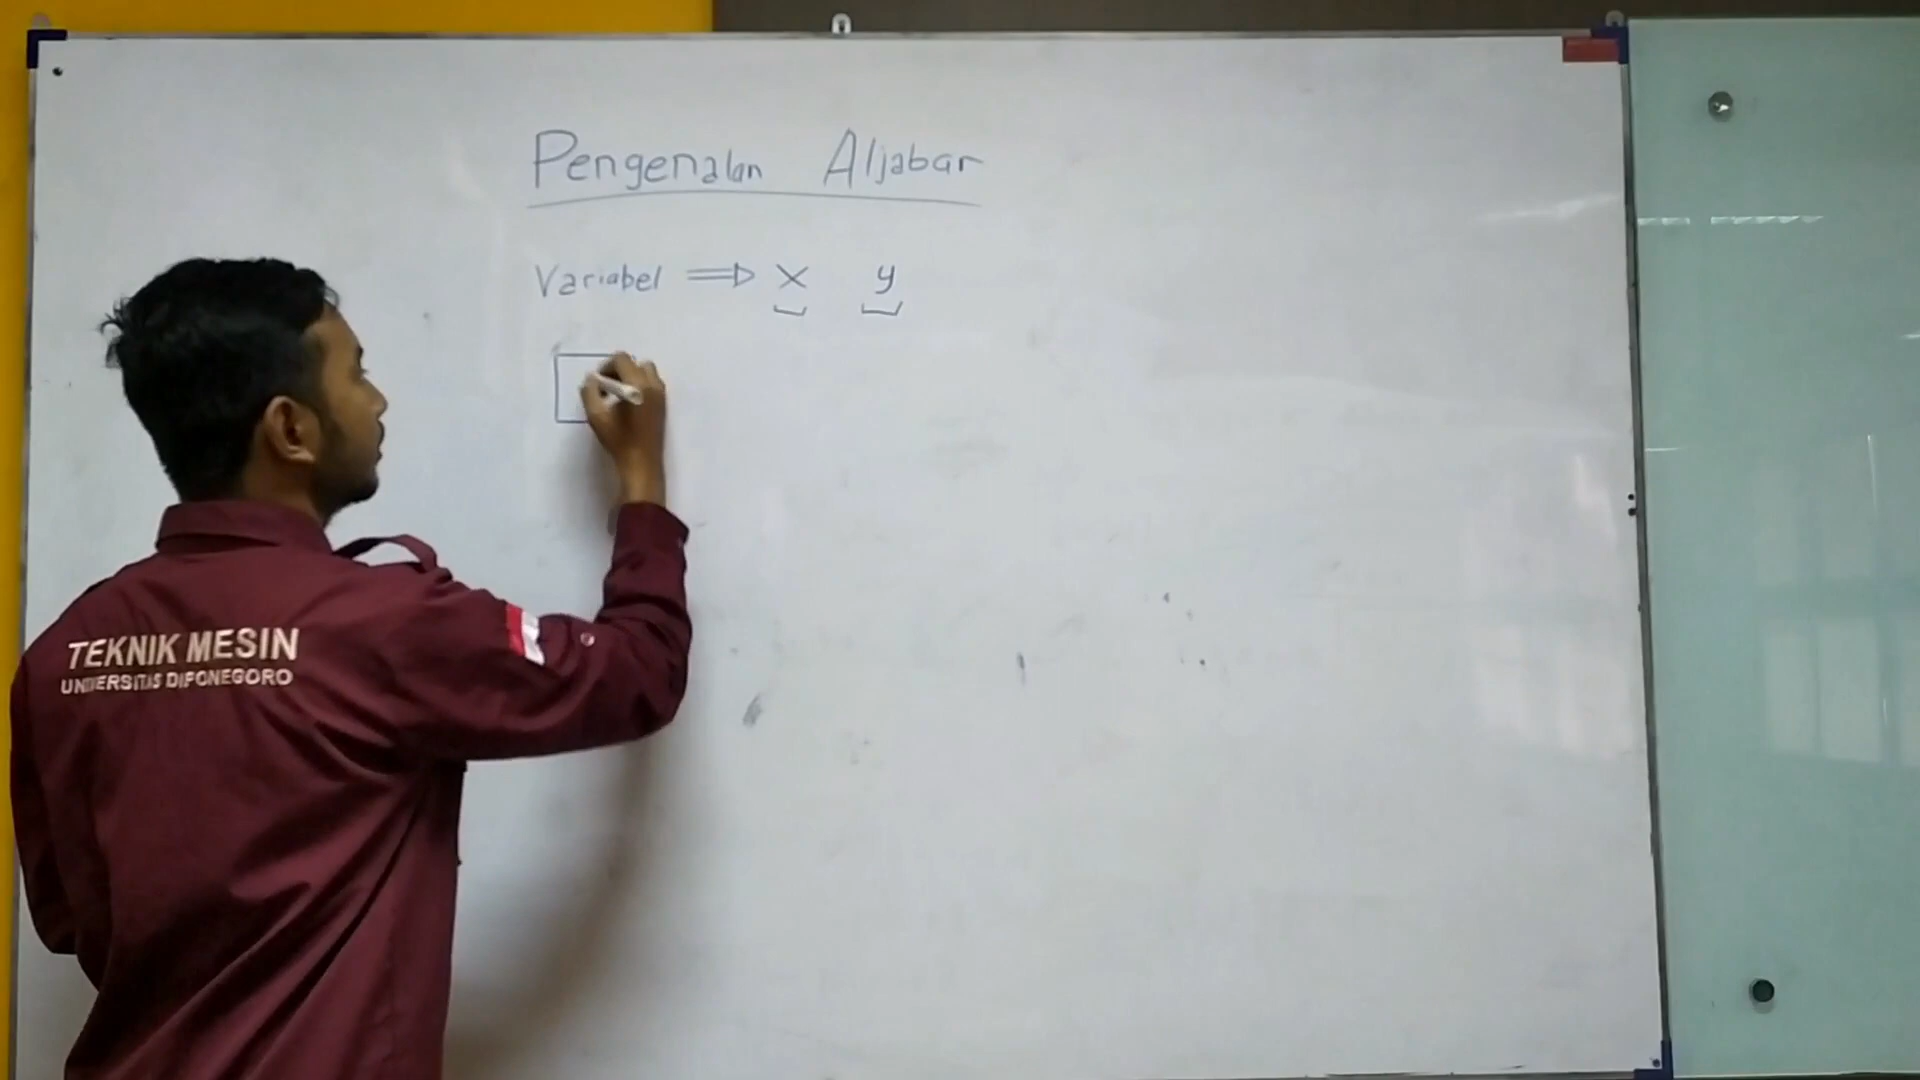 Pengenalan Aljabar
Variabel ⇒ x y
TEKNIK MESIN
UNIVERSITAS DIPONEGORO